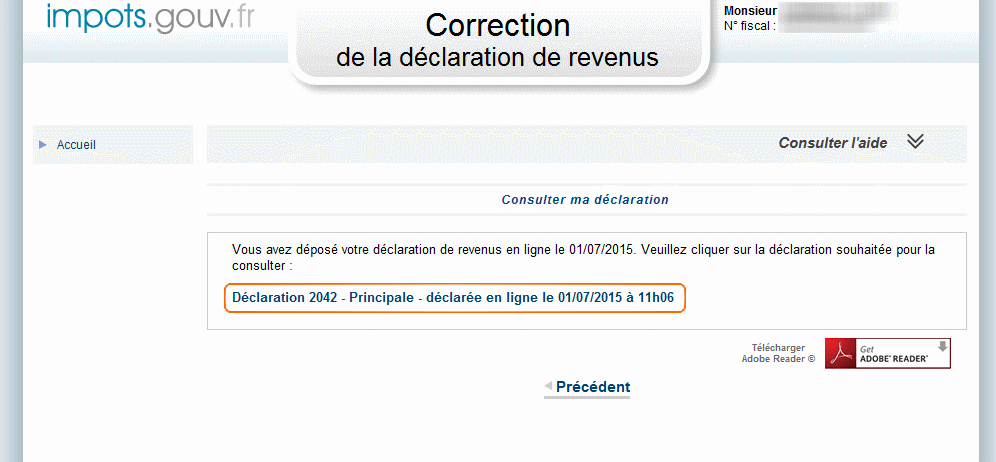 impots.gouv.fr
Correction
de la déclaration de revenus
Monsieur
N° fiscal :
Accueil
Consulter l'aide
Consulter ma déclaration
Vous avez déposé votre déclaration de revenus en ligne le 01/07/2015. Veuillez cliquer sur la déclaration souhaitée pour la
consulter :
Déclaration 2042 - Principale - déclarée en ligne le 01/07/2015 à 11h06
Télécharger
Adobe Reader ©
Get
ADOBE® READER®
Précédent